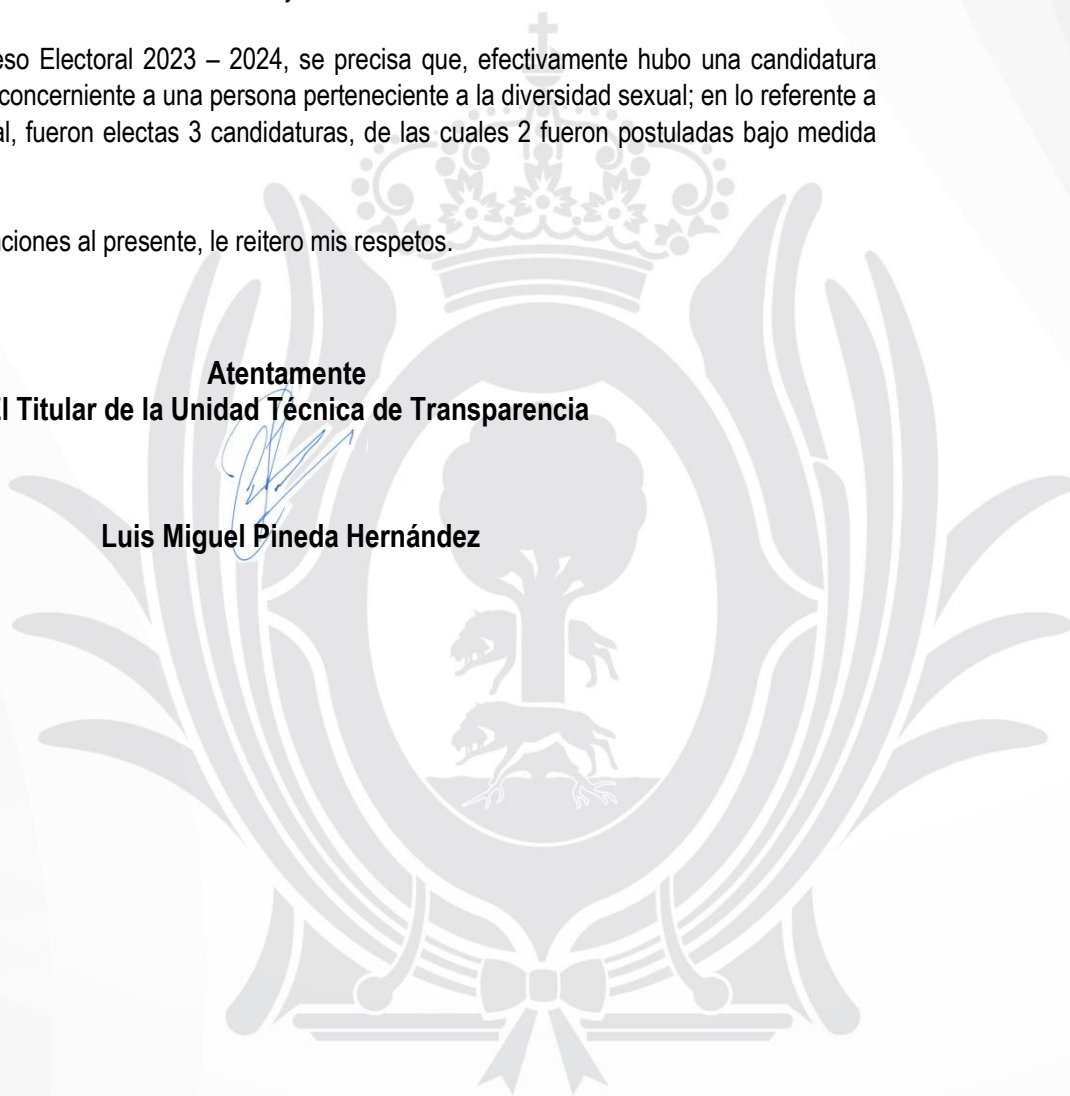 eso Electoral 2023 – 2024, se precisa que, efectivamente hubo una candidatura
concerniente a una persona perteneciente a la diversidad sexual; en lo referente a
al, fueron electas 3 candidaturas, de las cuales 2 fueron postuladas bajo medida
ciones al presente, le reitero mis respetos.
Atentamente
El Titular de la Unidad Técnica de Transparencia
Luis Miguel Pineda Hernández